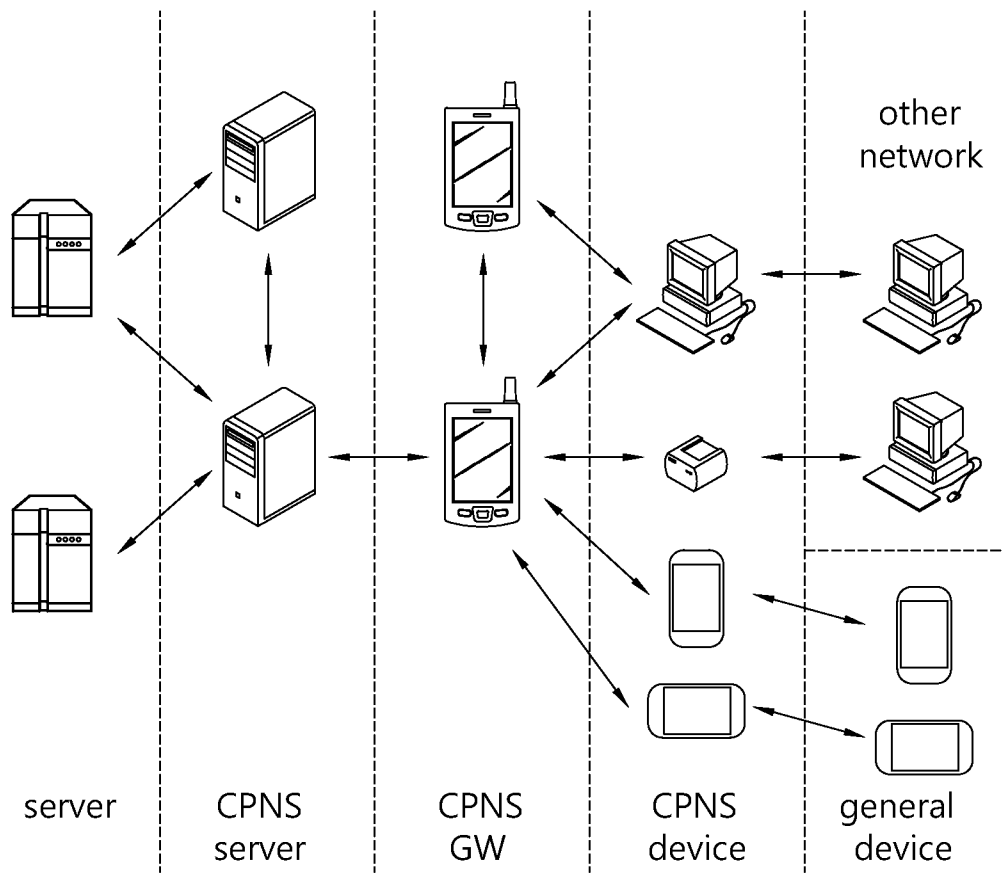 other
network
server
CPNS
server
CPNS
GW
CPNS
device
general
device